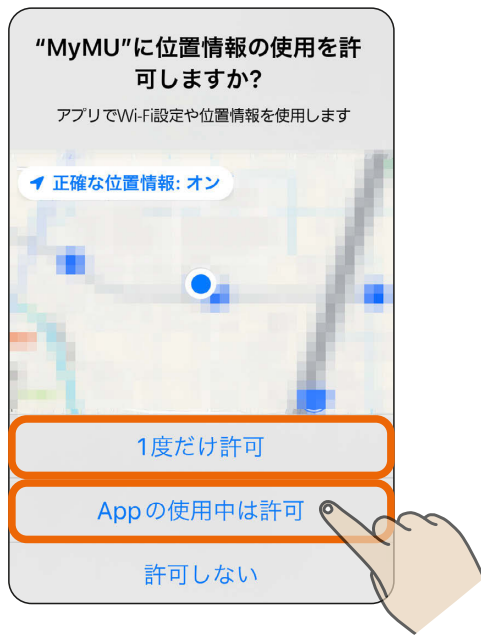 “MyMU”に位置情報の使用を許
可しますか?
アプリでWi-Fi設定や位置情報を使用します
正確な位置情報: オン
1度だけ許可
Appの使用中は許可
許可しない